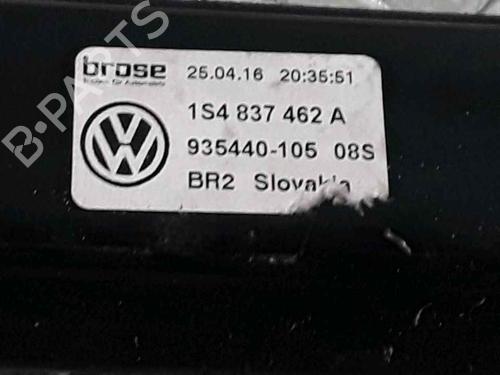 brose 25.04.16 20:35:51
1S4 837 462 A
935440-105 08S
BR2 Slovakia
B-PARTS